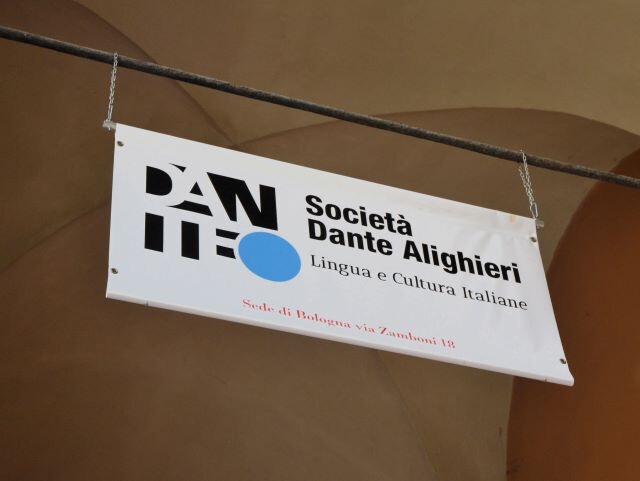 DAN
TE
Società
Dante Alighieri
Lingua e Cultura Italiane
Sede di Bologna via Zamboni 18